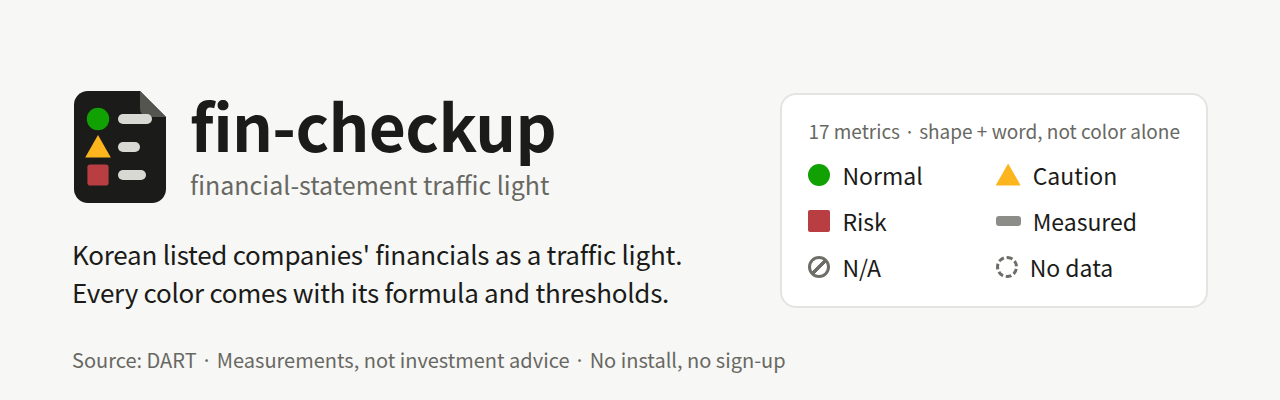 fin-checkup
financial-statement traffic light
Korean listed companies' financials as a traffic light.
Every color comes with its formula and thresholds.
Source: DART · Measurements, not investment advice · No install, no sign-up
17 metrics · shape + word, not color alone
Normal
Caution
Risk
Measured
N/A
No data